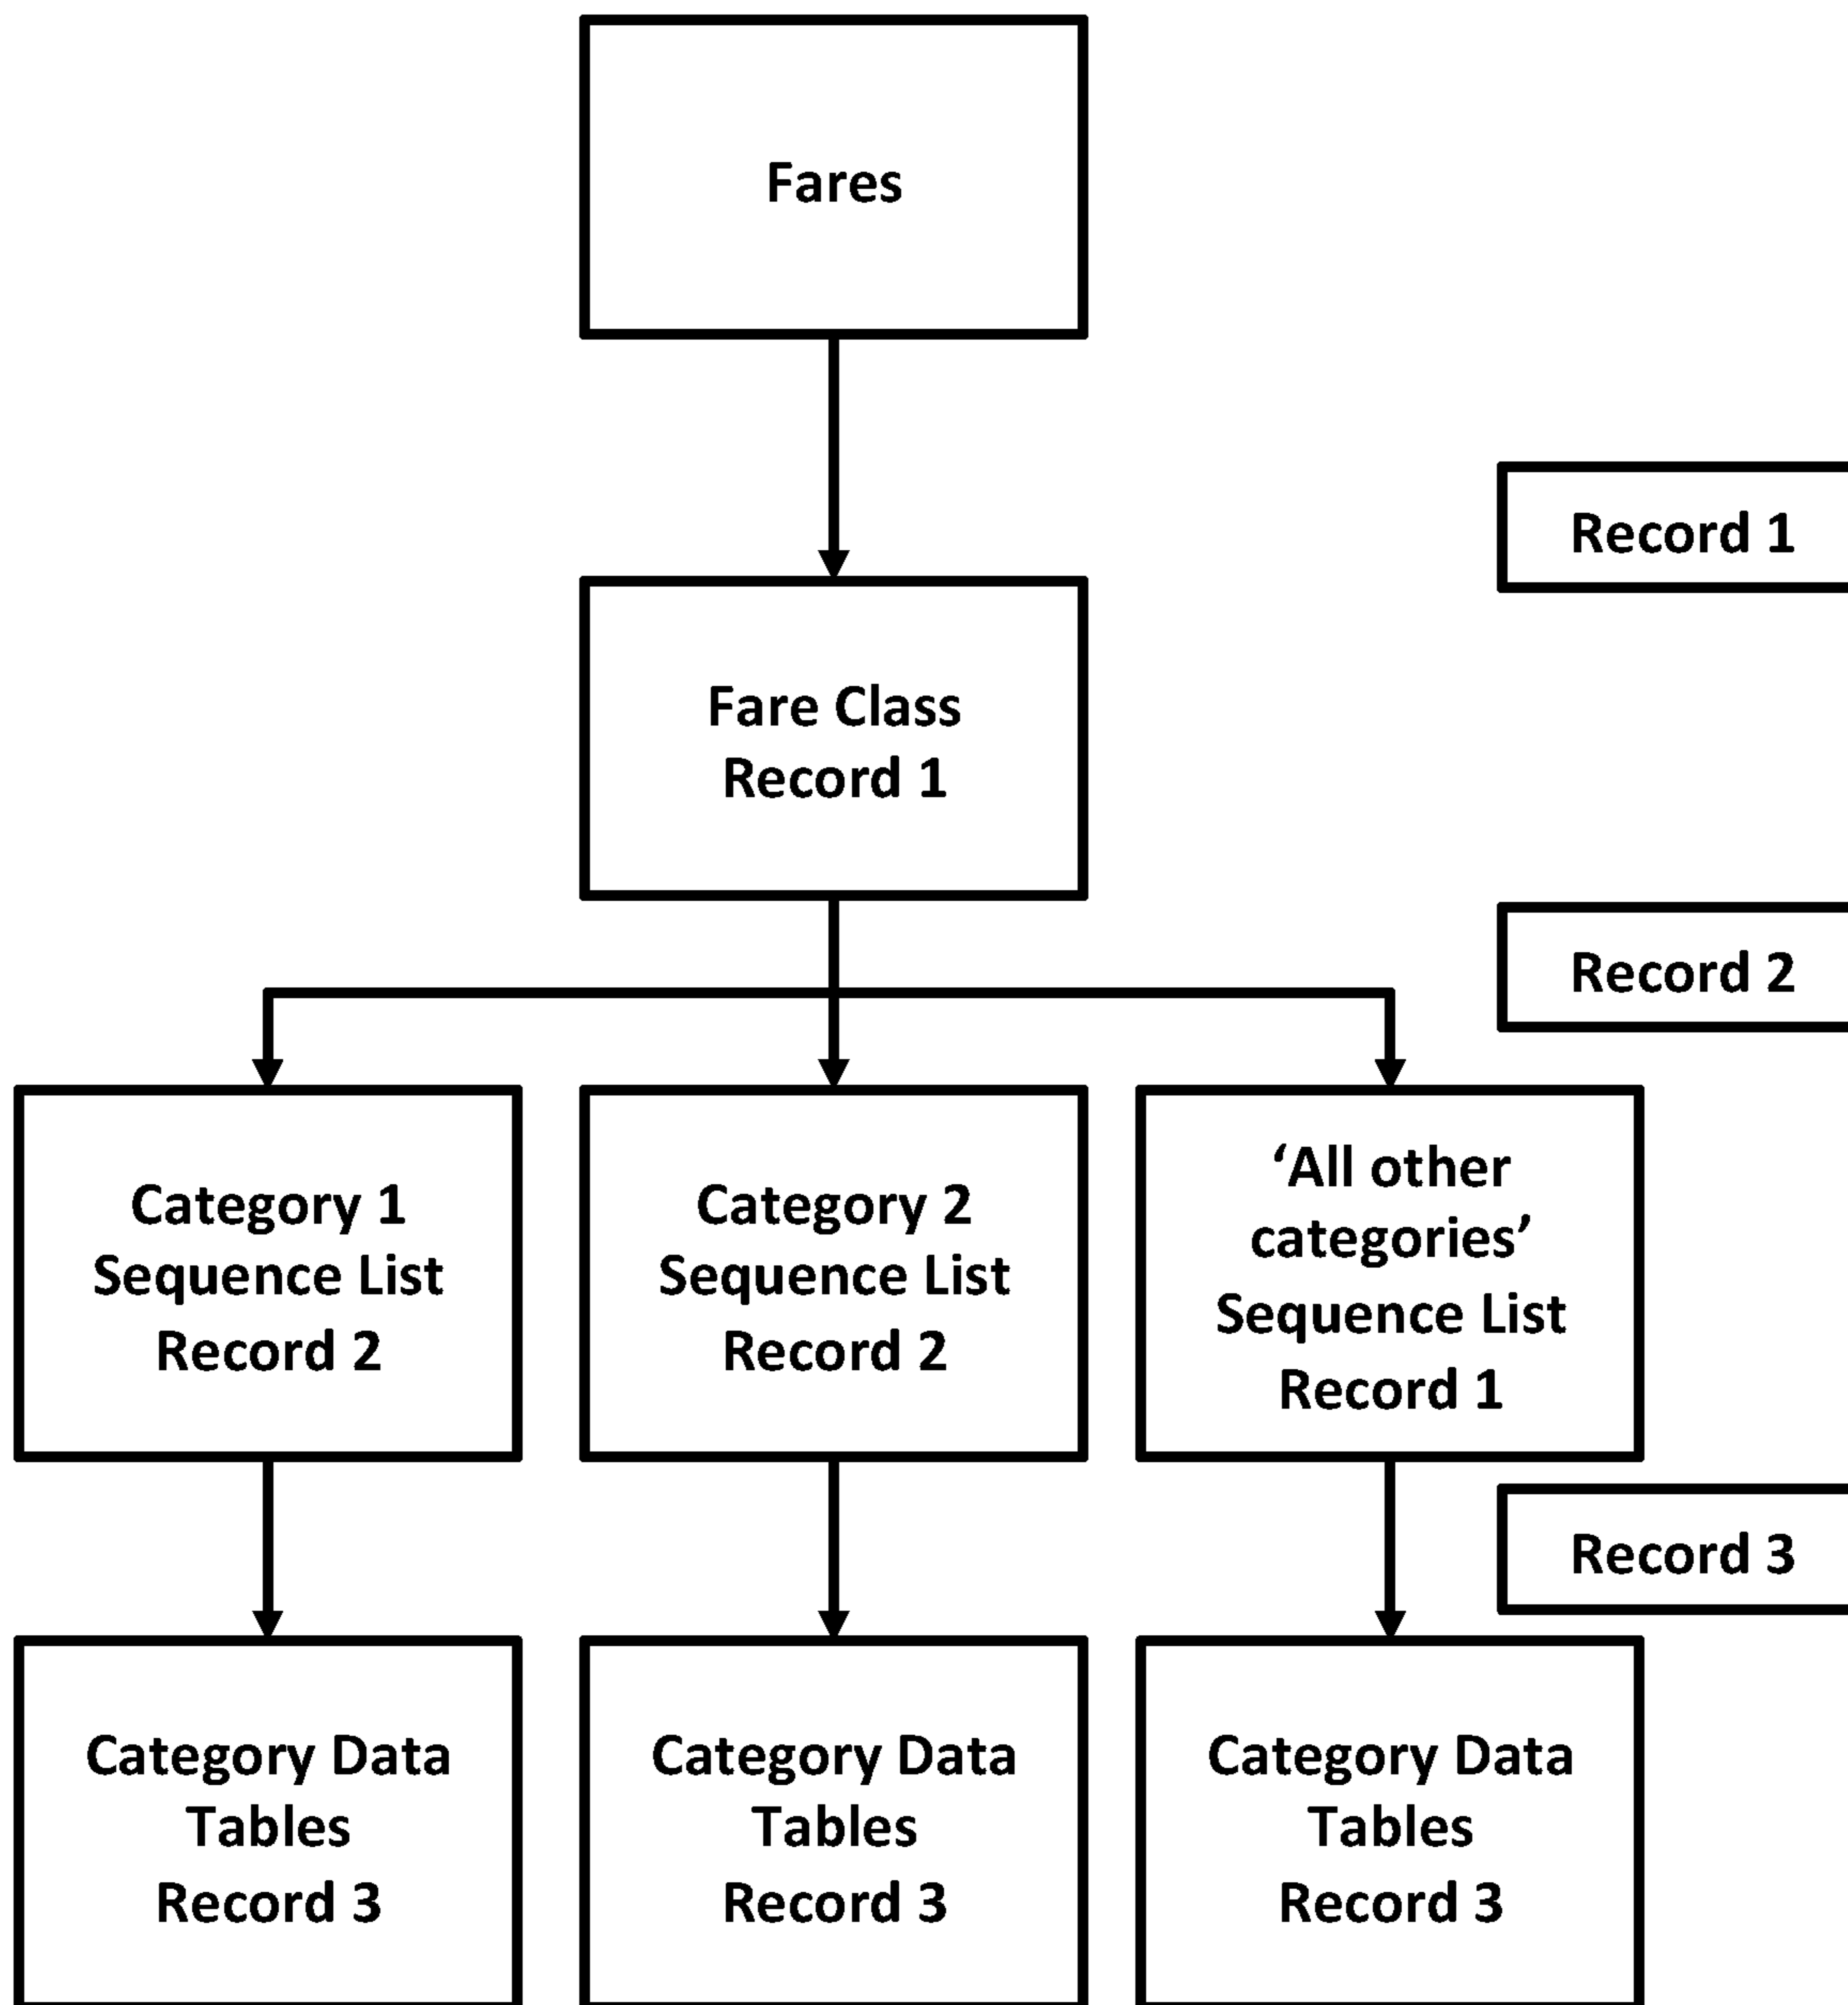 Fares
Record 1
Fare Class
Record 1
Record 2
Category 1
Sequence List
Record 2
Category 2
Sequence List
Record 2
‘All other
categories’
Sequence List
Record 1
Record 3
Category Data
Tables
Record 3
Category Data
Tables
Record 3
Category Data
Tables
Record 3